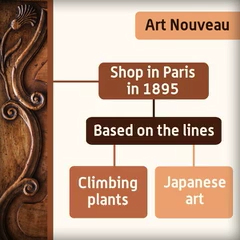 Art Nouveau
Shop in Paris
in 1895
Based on the lines
Climbing
plants
Japanese
art